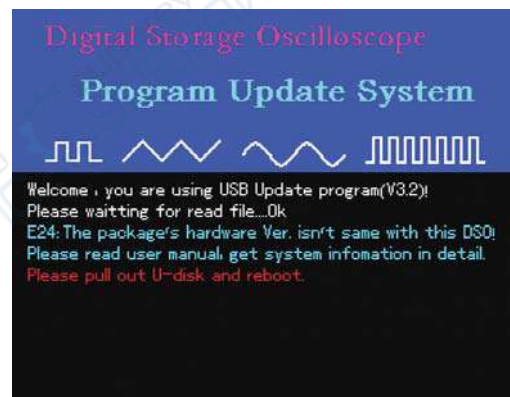 Digital Storage Oscilloscope
Program Update System
Welcome , you are using USB Update program(V3.2)!
Please waitting for read file....Ok
E24: The package's hardware Ver. isn't same with this DSO!
Please read user manual, get system infomation in detail.
Please pull out U-disk and reboot.